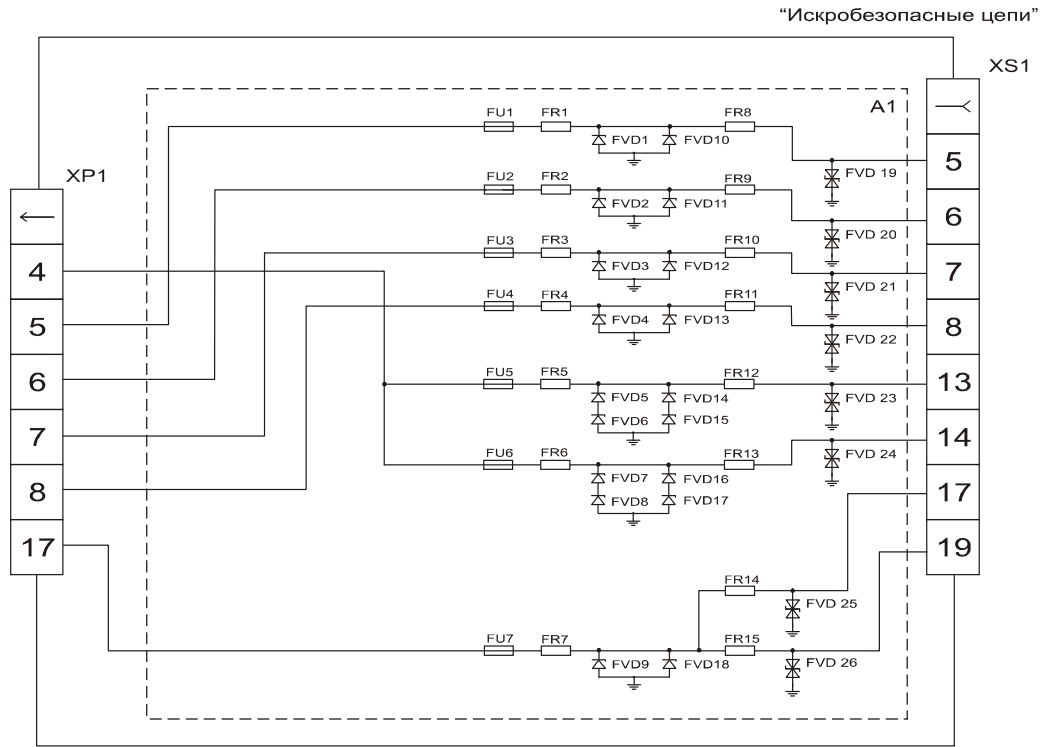 “Искробезопасные цепи”
XS1
A1
FU1 FR1 FR8
FVD1 FVD10
5
FVD 19
XP1
FU2 FR2 FR9
FVD2 FVD11
6
FVD 20
FU3 FR3 FR10
4
FVD3 FVD12
7
FVD 21
FU4 FR4 FR11
5
FVD4 FVD13
8
FVD 22
FU5 FR5 FR12
6
13
FVD5 FVD14
FVD 23
FVD6 FVD15
7
14
FU6 FR6 FR13
FVD 24
FVD7 FVD16
8
17
FVD8 FVD17
17
19
FR14
FVD 25
FU7 FR7 FR15
FVD9 FVD18
FVD 26